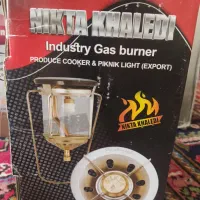 NIKTA KHALEDI
Industry Gas burner
PRODUCE COOKER & PIKNIK LIGHT (EXPORT)
NIKTA KHALEDI